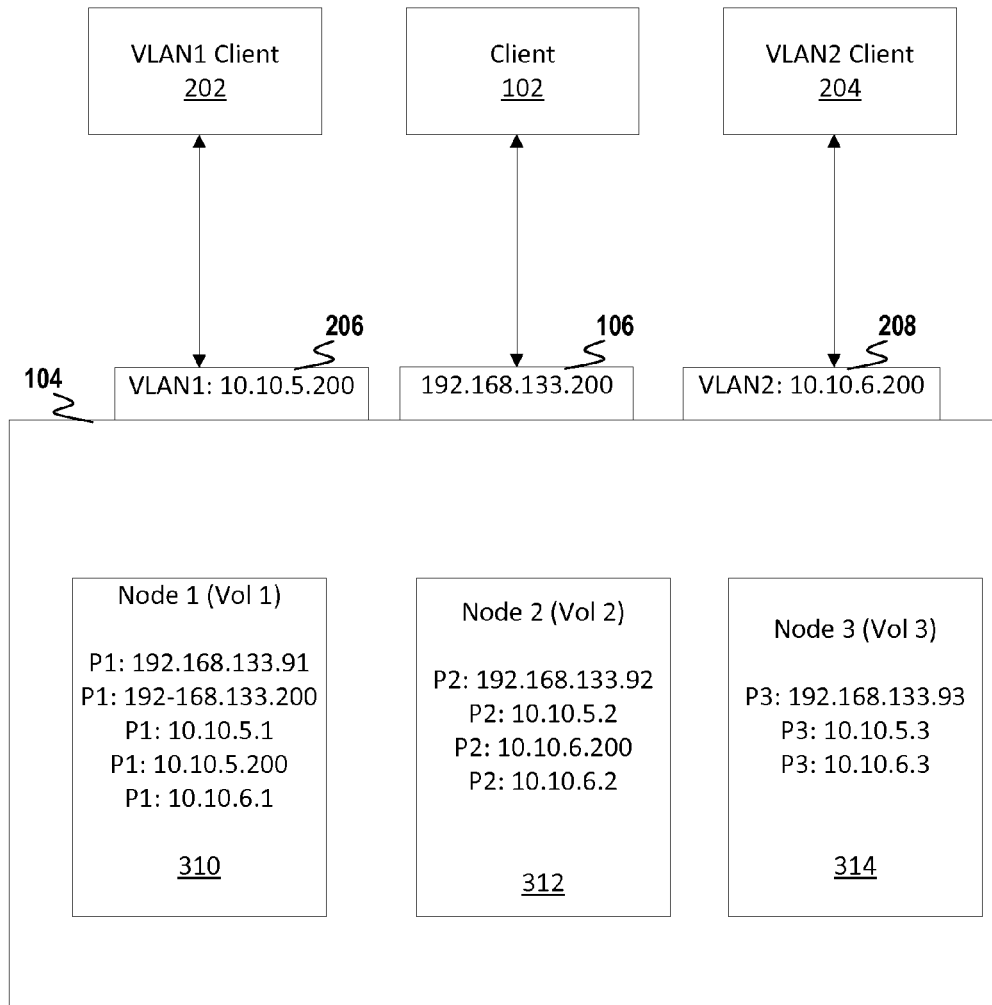 VLAN1 Client
202
Client
102
VLAN2 Client
204
206
106
208
104
VLAN1: 10.10.5.200
192.168.133.200
VLAN2: 10.10.6.200
Node 1 (Vol 1)
P1: 192.168.133.91
P1: 192-168.133.200
P1: 10.10.5.1
P1: 10.10.5.200
P1: 10.10.6.1
310
Node 2 (Vol 2)
P2: 192.168.133.92
P2: 10.10.5.2
P2: 10.10.6.200
P2: 10.10.6.2
312
Node 3 (Vol 3)
P3: 192.168.133.93
P3: 10.10.5.3
P3: 10.10.6.3
314